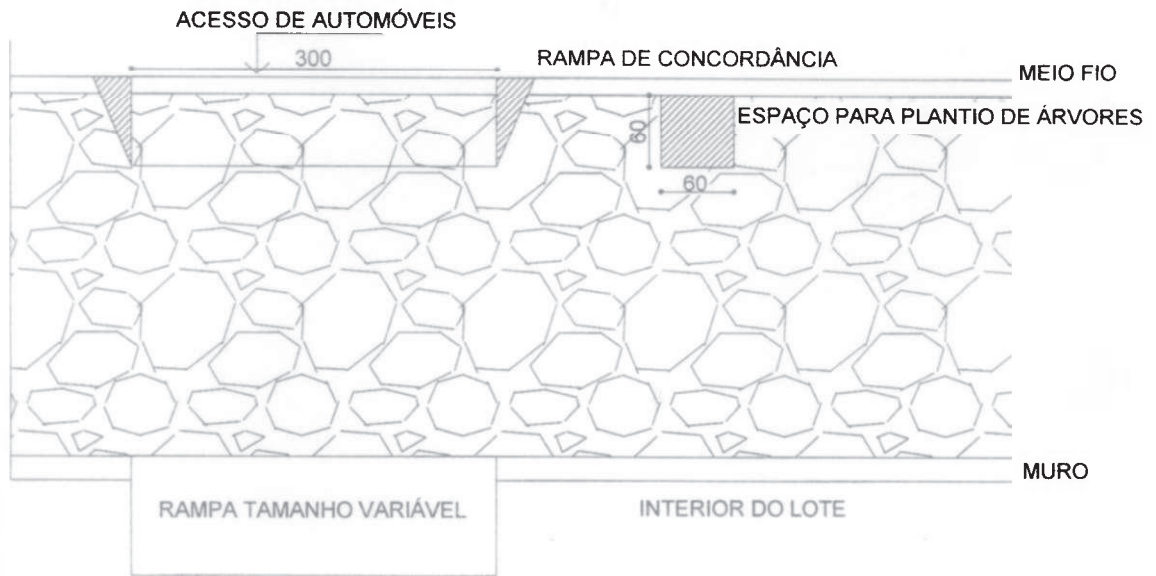 ACESSO DE AUTOMÓVEIS
300
RAMPA DE CONCORDÂNCIA
MEIO FIO
ESPAÇO PARA PLANTIO DE ÁRVORES
60
60
MURO
RAMPA TAMANHO VARIÁVEL
INTERIOR DO LOTE